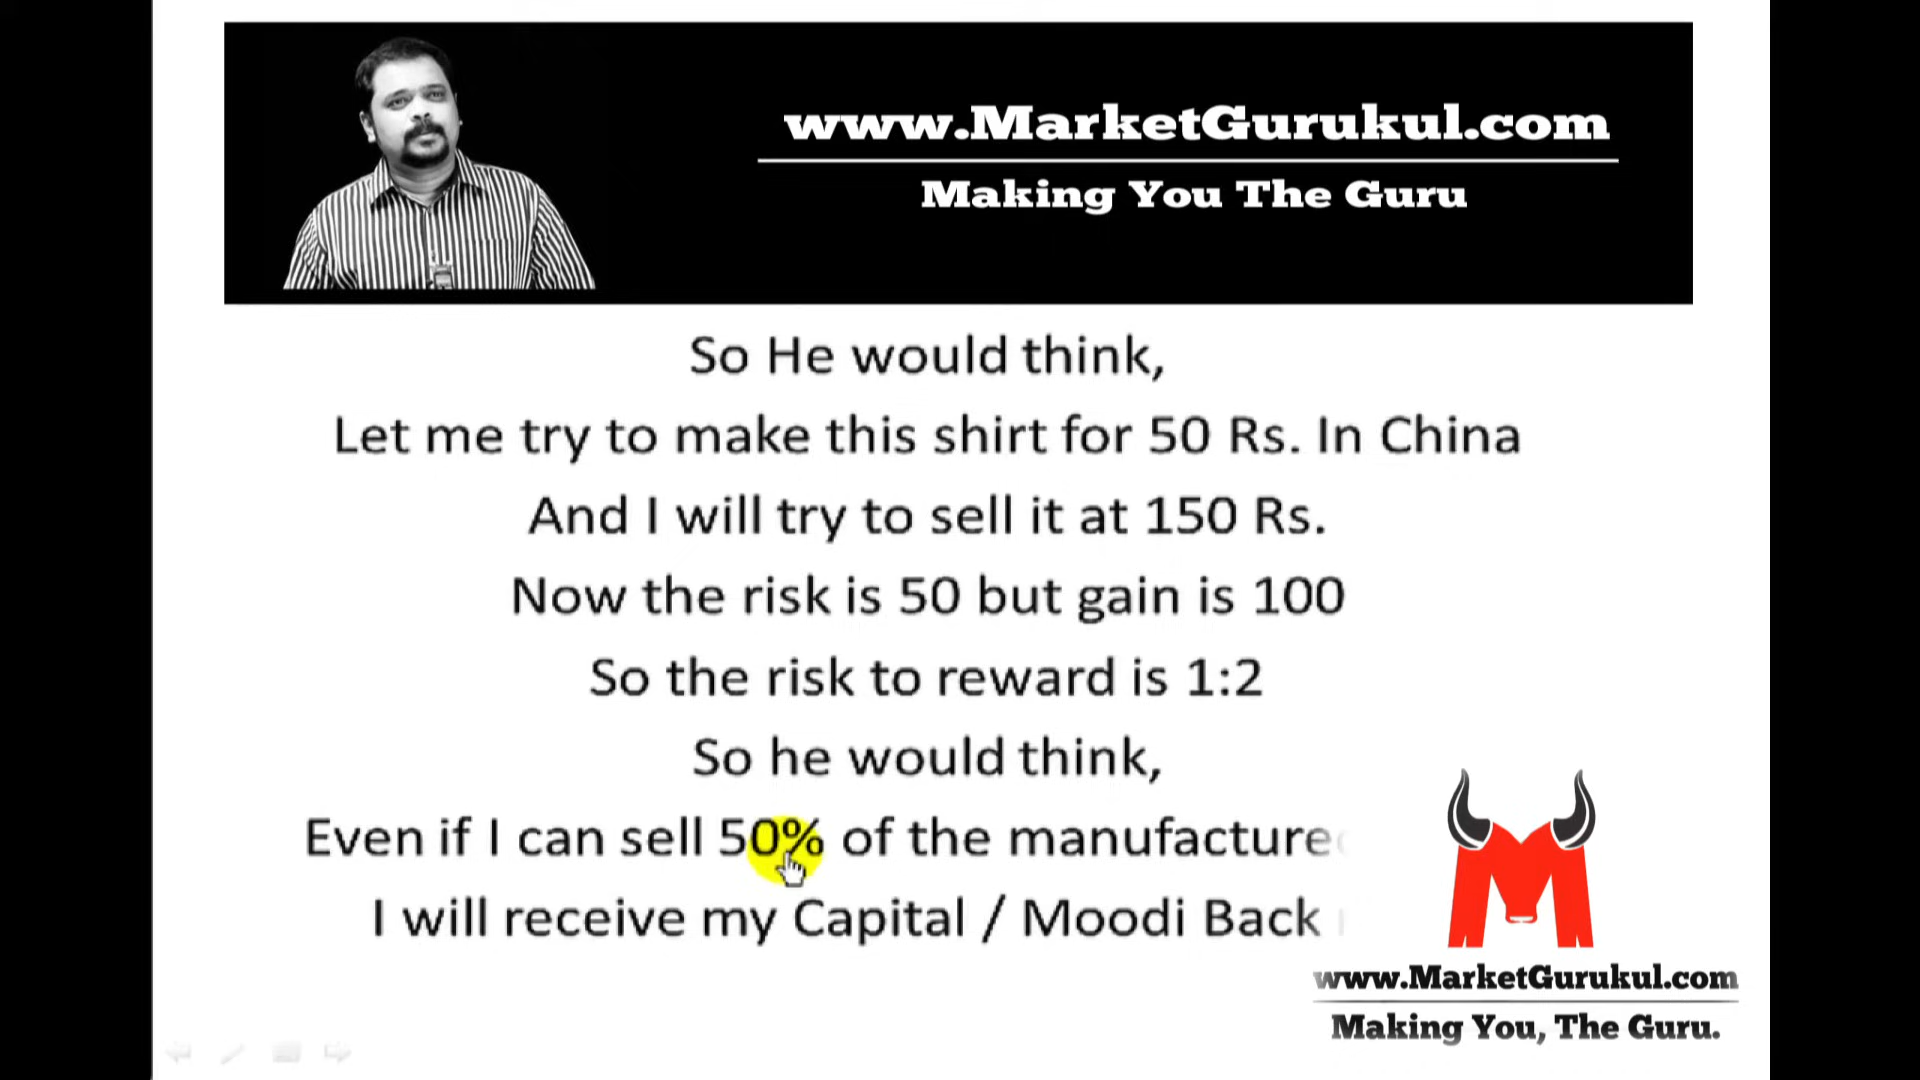 www.MarketGurukul.com
Making You The Guru
So He would think,
Let me try to make this shirt for 50 Rs. In China
And I will try to sell it at 150 Rs.
Now the risk is 50 but gain is 100
So the risk to reward is 1:2
So he would think,
Even if I can sell 50% of the manufactured
I will receive my Capital / Moodi Back
www.MarketGurukul.com
Making You, The Guru.